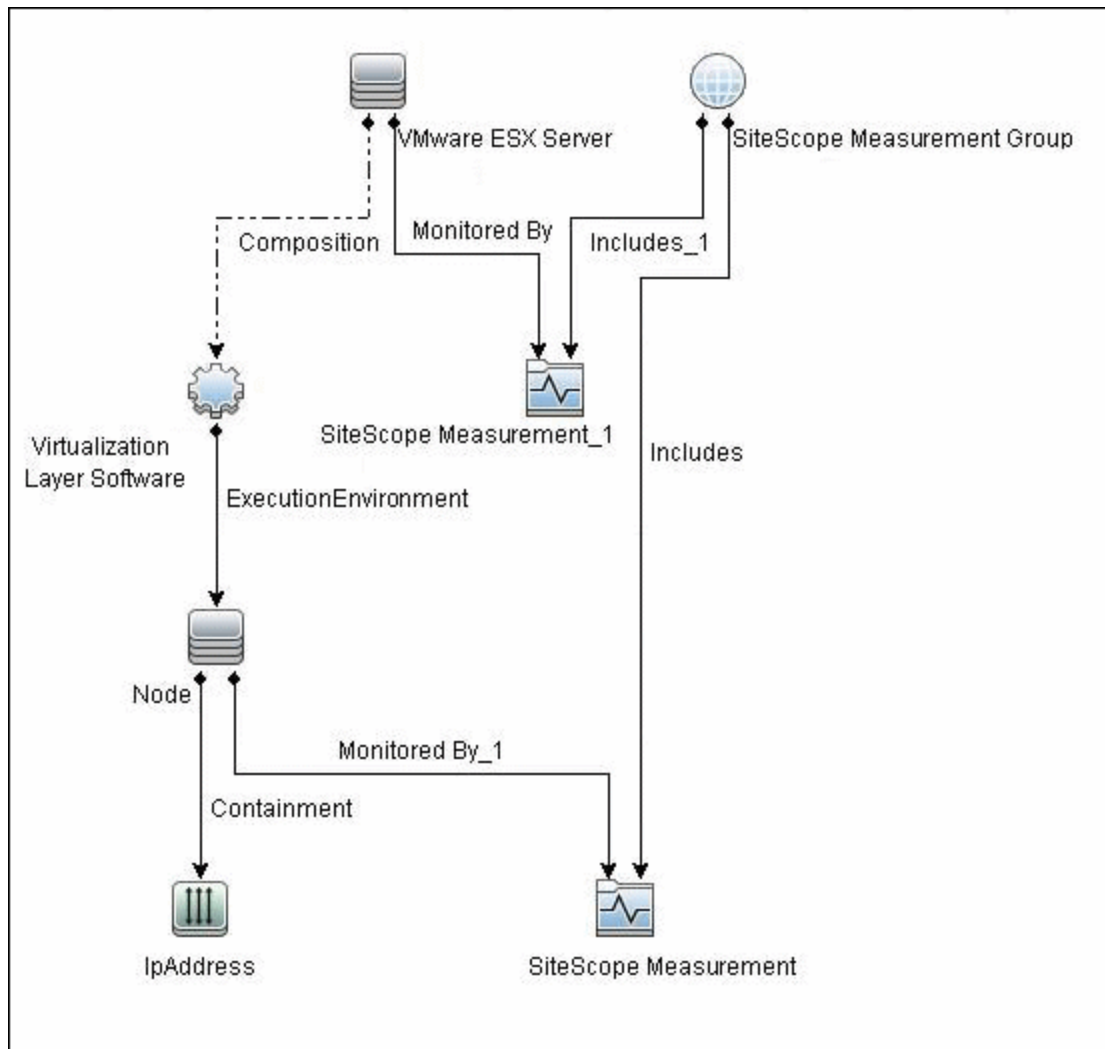 VMware ESX Server
SiteScope Measurement Group
Composition
Monitored By
Includes_1
Virtualization
Layer Software
SiteScope Measurement_1
Includes
ExecutionEnvironment
Node
Monitored By_1
Containment
IpAddress
SiteScope Measurement